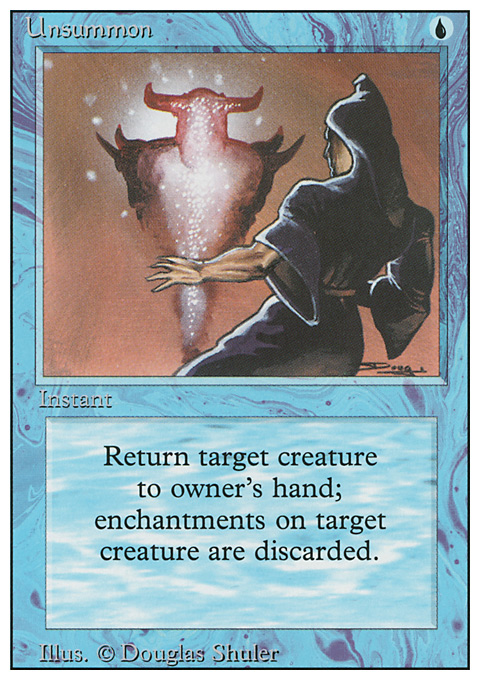 Unsummon
Instant
Return target creature
to owner's hand;
enchantments on target
creature are discarded.
Illus. © Douglas Shuler